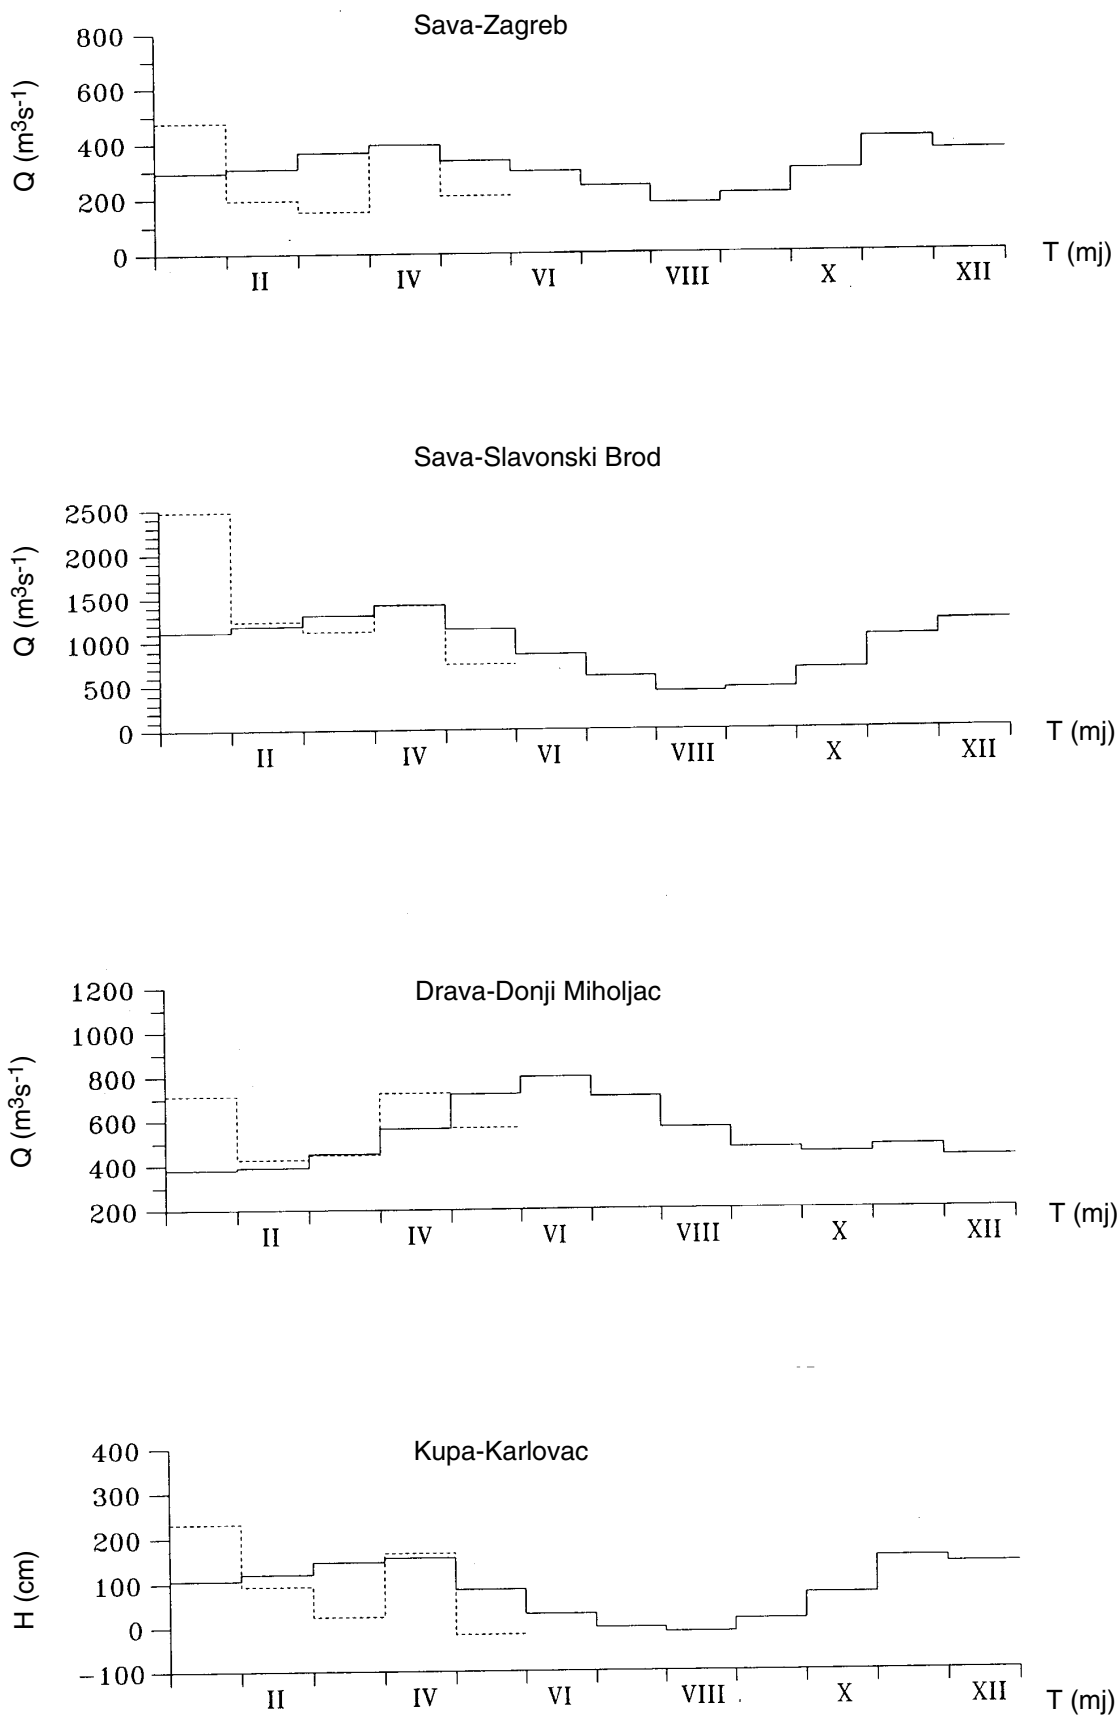 Sava-Zagreb
800
600
400
200
0
Q (m³s⁻¹)
II IV VI VIII X XII
T (mj)
Sava-Slavonski Brod
2500
2000
1500
1000
500
0
Q (m³s⁻¹)
II IV VI VIII X XII
T (mj)
Drava-Donji Miholjac
1200
1000
800
600
400
200
Q (m³s⁻¹)
II IV VI VIII X XII
T (mj)
Kupa-Karlovac
400
300
200
100
0
−100
H (cm)
II IV VI VIII X XII
T (mj)